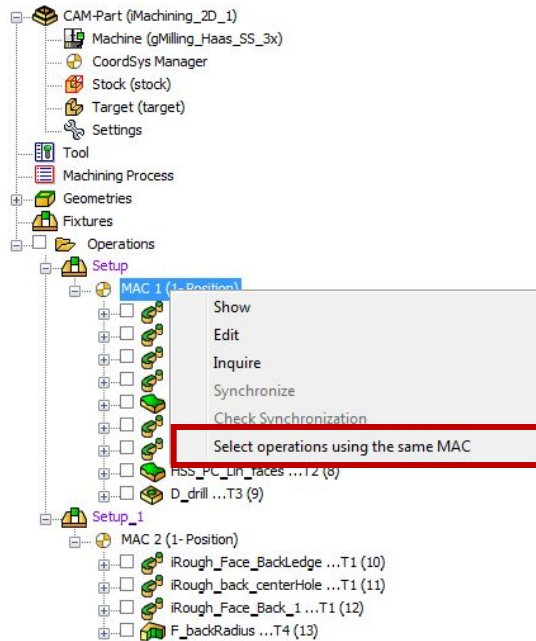 CAM-Part (iMachining_2D_1)
Machine (gMilling_Haas_SS_3x)
CoordSys Manager
Stock (stock)
Target (target)
Settings
Tool
Machining Process
Geometries
Fixtures
Operations
Setup
MAC 1 (1- Position)
Show
Edit
Inquire
Synchronize
Check Synchronization
Select operations using the same MAC
HSS_PC_Lin_faces ...T2 (8)
D_drill ...T3 (9)
Setup_1
MAC 2 (1- Position)
iRough_Face_BackLedge ...T1 (10)
iRough_back_centerHole ...T1 (11)
iRough_Face_Back_1 ...T1 (12)
F_backRadius ...T4 (13)